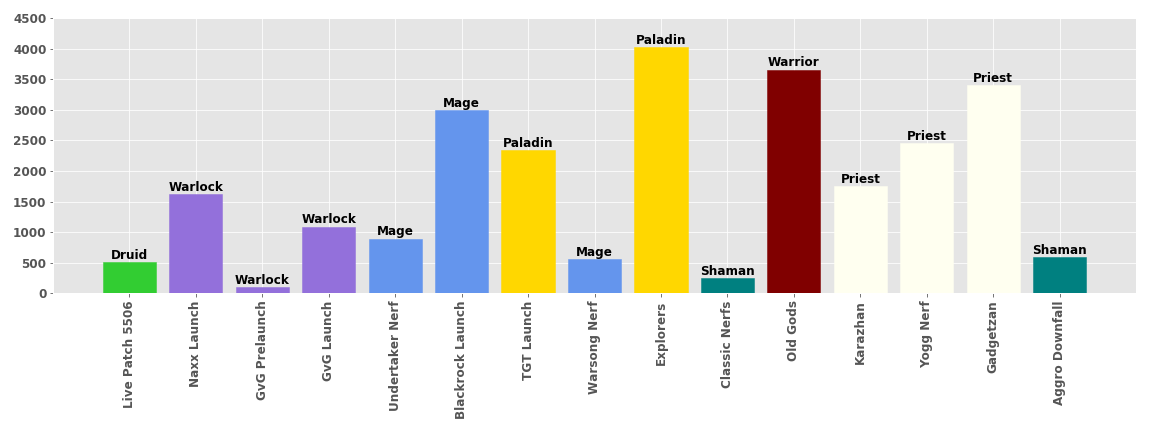 4500
4000
3500
3000
2500
2000
1500
1000
500
0
Druid
Warlock
Warlock
Warlock
Mage
Mage
Paladin
Mage
Paladin
Shaman
Warrior
Priest
Priest
Priest
Shaman
Live Patch 5506
Naxx Launch
GvG Prelaunch
GvG Launch
Undertaker Nerf
Blackrock Launch
TGT Launch
Warsong Nerf
Explorers
Classic Nerfs
Old Gods
Karazhan
Yogg Nerf
Gadgetzan
Aggro Downfall